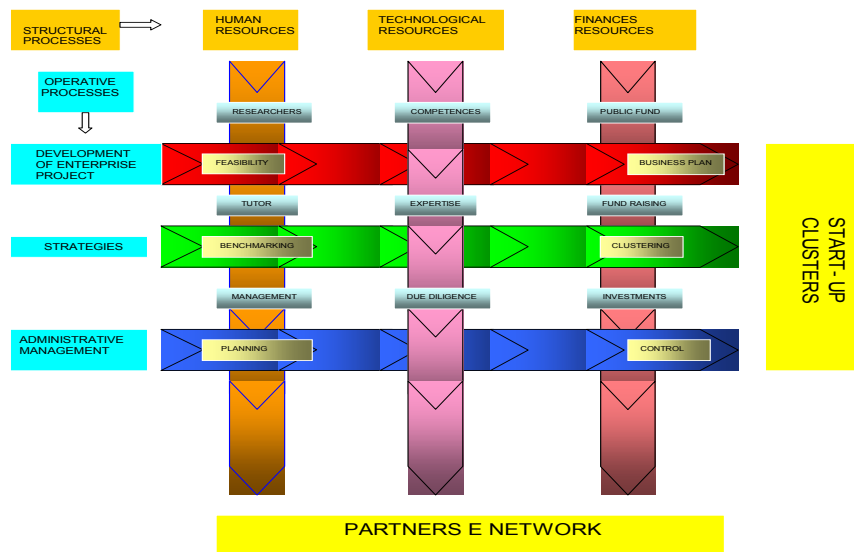 STRUCTURAL
PROCESSES
HUMAN
RESOURCES
TECHNOLOGICAL
RESOURCES
FINANCES
RESOURCES
OPERATIVE
PROCESSES
RESEARCHERS
COMPETENCES
PUBLIC FUND
DEVELOPMENT
OF ENTERPRISE
PROJECT
FEASIBILITY
BUSINESS PLAN
TUTOR
EXPERTISE
FUND RAISING
STRATEGIES
BENCHMARKING
CLUSTERING
START-UP
CLUSTERS
MANAGEMENT
DUE DILIGENCE
INVESTMENTS
ADMINISTRATIVE
MANAGEMENT
PLANNING
CONTROL
PARTNERS E NETWORK